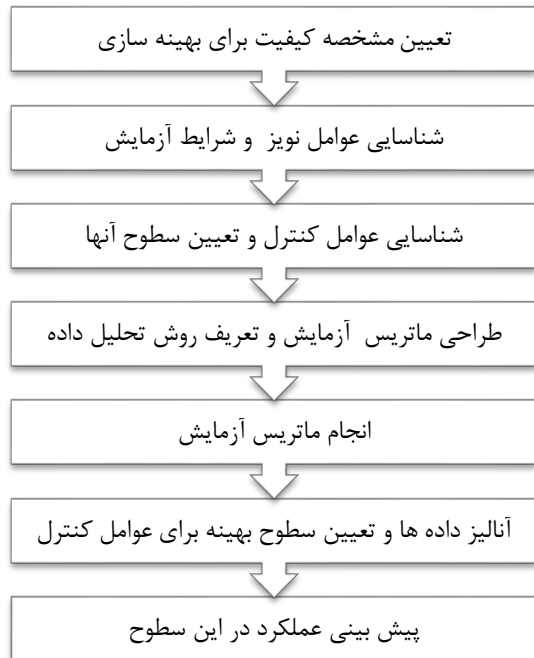 تعیین مشخصه کیفیت برای بهینه سازی
شناسایی عوامل نویز و شرایط آزمایش
شناسایی عوامل کنترل و تعیین سطوح آنها
طراحی ماتریس آزمایش و تعریف روش تحلیل داده
انجام ماتریس آزمایش
آنالیز داده ها و تعیین سطوح بهینه برای عوامل کنترل
پیش بینی عملکرد در این سطوح